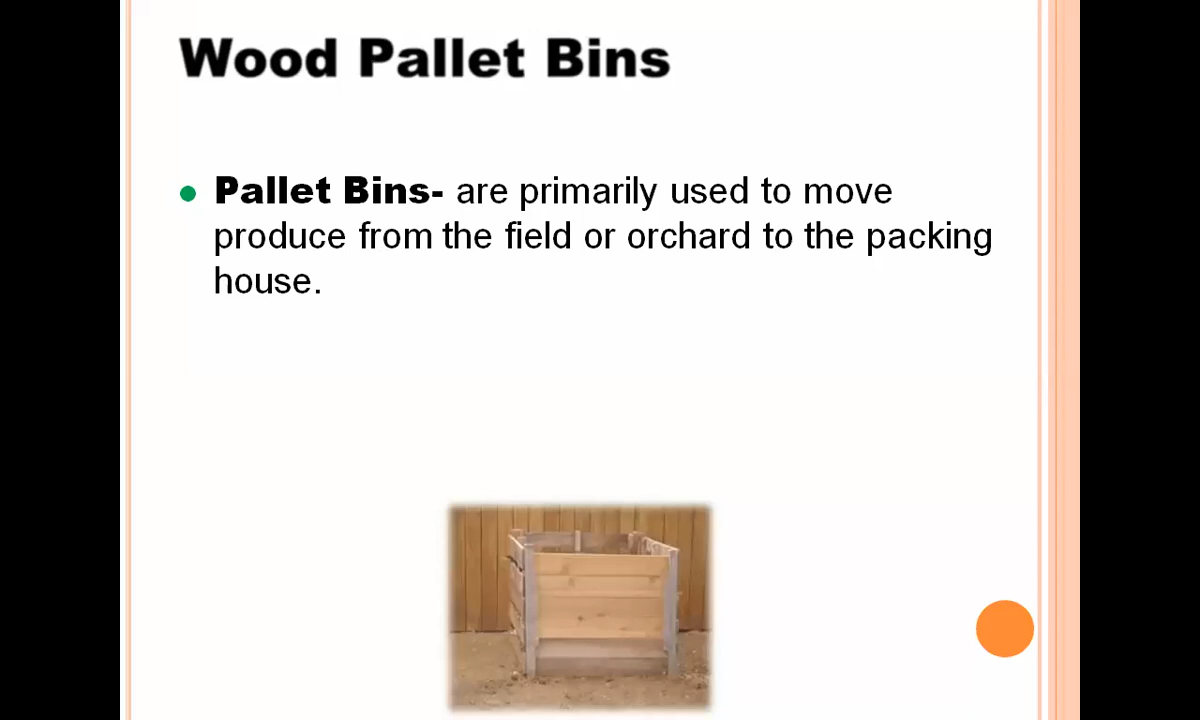 Wood Pallet Bins
Pallet Bins- are primarily used to move
produce from the field or orchard to the packing
house.